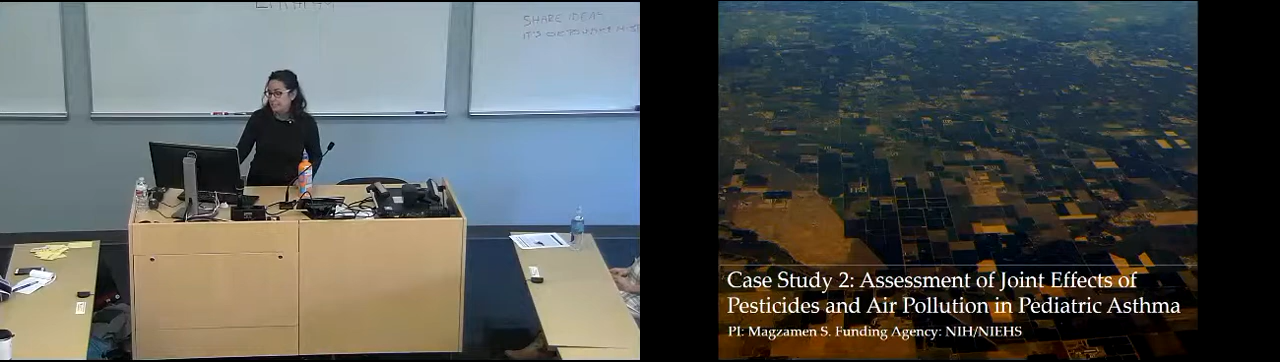 SHARE IDEAS
Case Study 2: Assessment of Joint Effects of
Pesticides and Air Pollution in Pediatric Asthma
PI: Magzamen S. Funding Agency: NIH/NIEHS